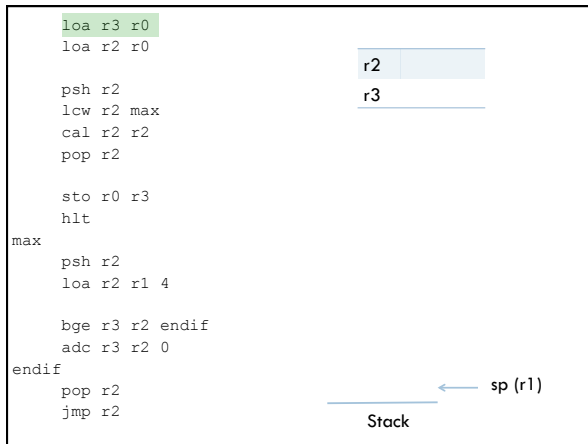 loa r3 r0
loa r2 r0
psh r2
lcw r2 max
cal r2 r2
pop r2
sto r0 r3
hlt
max
psh r2
loa r2 r1 4
bge r3 r2 endif
adc r3 r2 0
endif
pop r2
jmp r2
r2
r3
sp (r1)
Stack